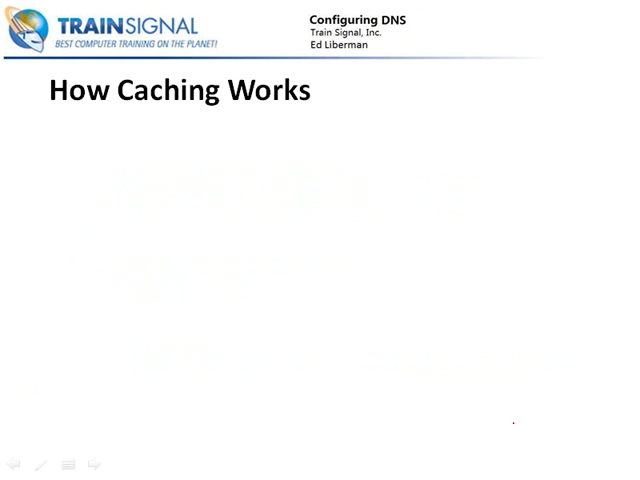 TRAINSIGNAL
BEST COMPUTER TRAINING ON THE PLANET!
Configuring DNS
Train Signal, Inc.
Ed Liberman
How Caching Works